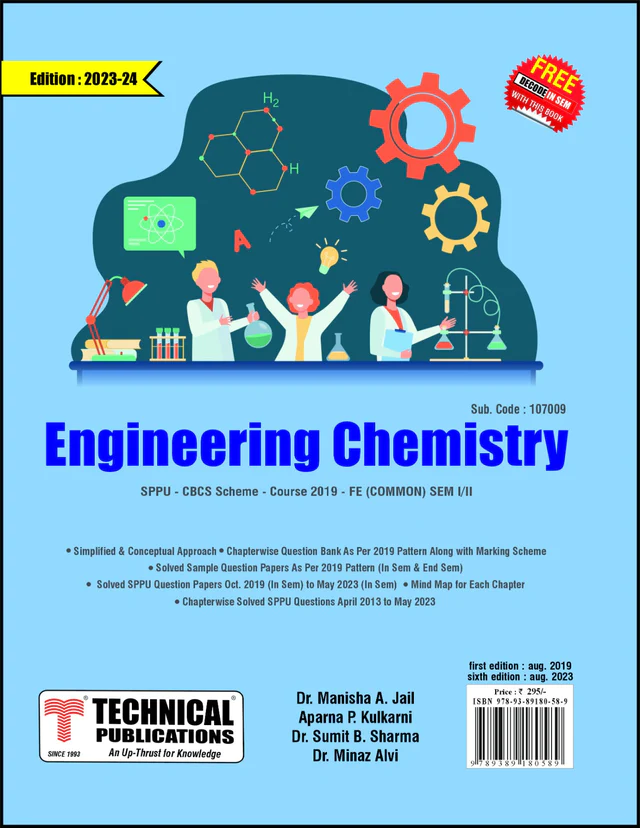 Edition : 2023-24
FREE
DECODE IN SEM
WITH THIS BOOK
H2
H
A
Sub. Code : 107009
Engineering Chemistry
SPPU - CBCS Scheme - Course 2019 - FE (COMMON) SEM I/II
• Simplified & Conceptual Approach • Chapterwise Question Bank As Per 2019 Pattern Along with Marking Scheme
• Solved Sample Question Papers As Per 2019 Pattern (In Sem & End Sem)
• Solved SPPU Question Papers Oct. 2019 (In Sem) to May 2023 (In Sem) • Mind Map for Each Chapter
• Chapterwise Solved SPPU Questions April 2013 to May 2023
first edition : aug. 2019
sixth edition : aug. 2023
Price : ₹ 295/-
ISBN 978-93-89180-58-9
9 789389 180589
Dr. Manisha A. Jail
Aparna P. Kulkarni
Dr. Sumit B. Sharma
Dr. Minaz Alvi
®
TECHNICAL®
PUBLICATIONS
SINCE 1993 An Up-Thrust for Knowledge